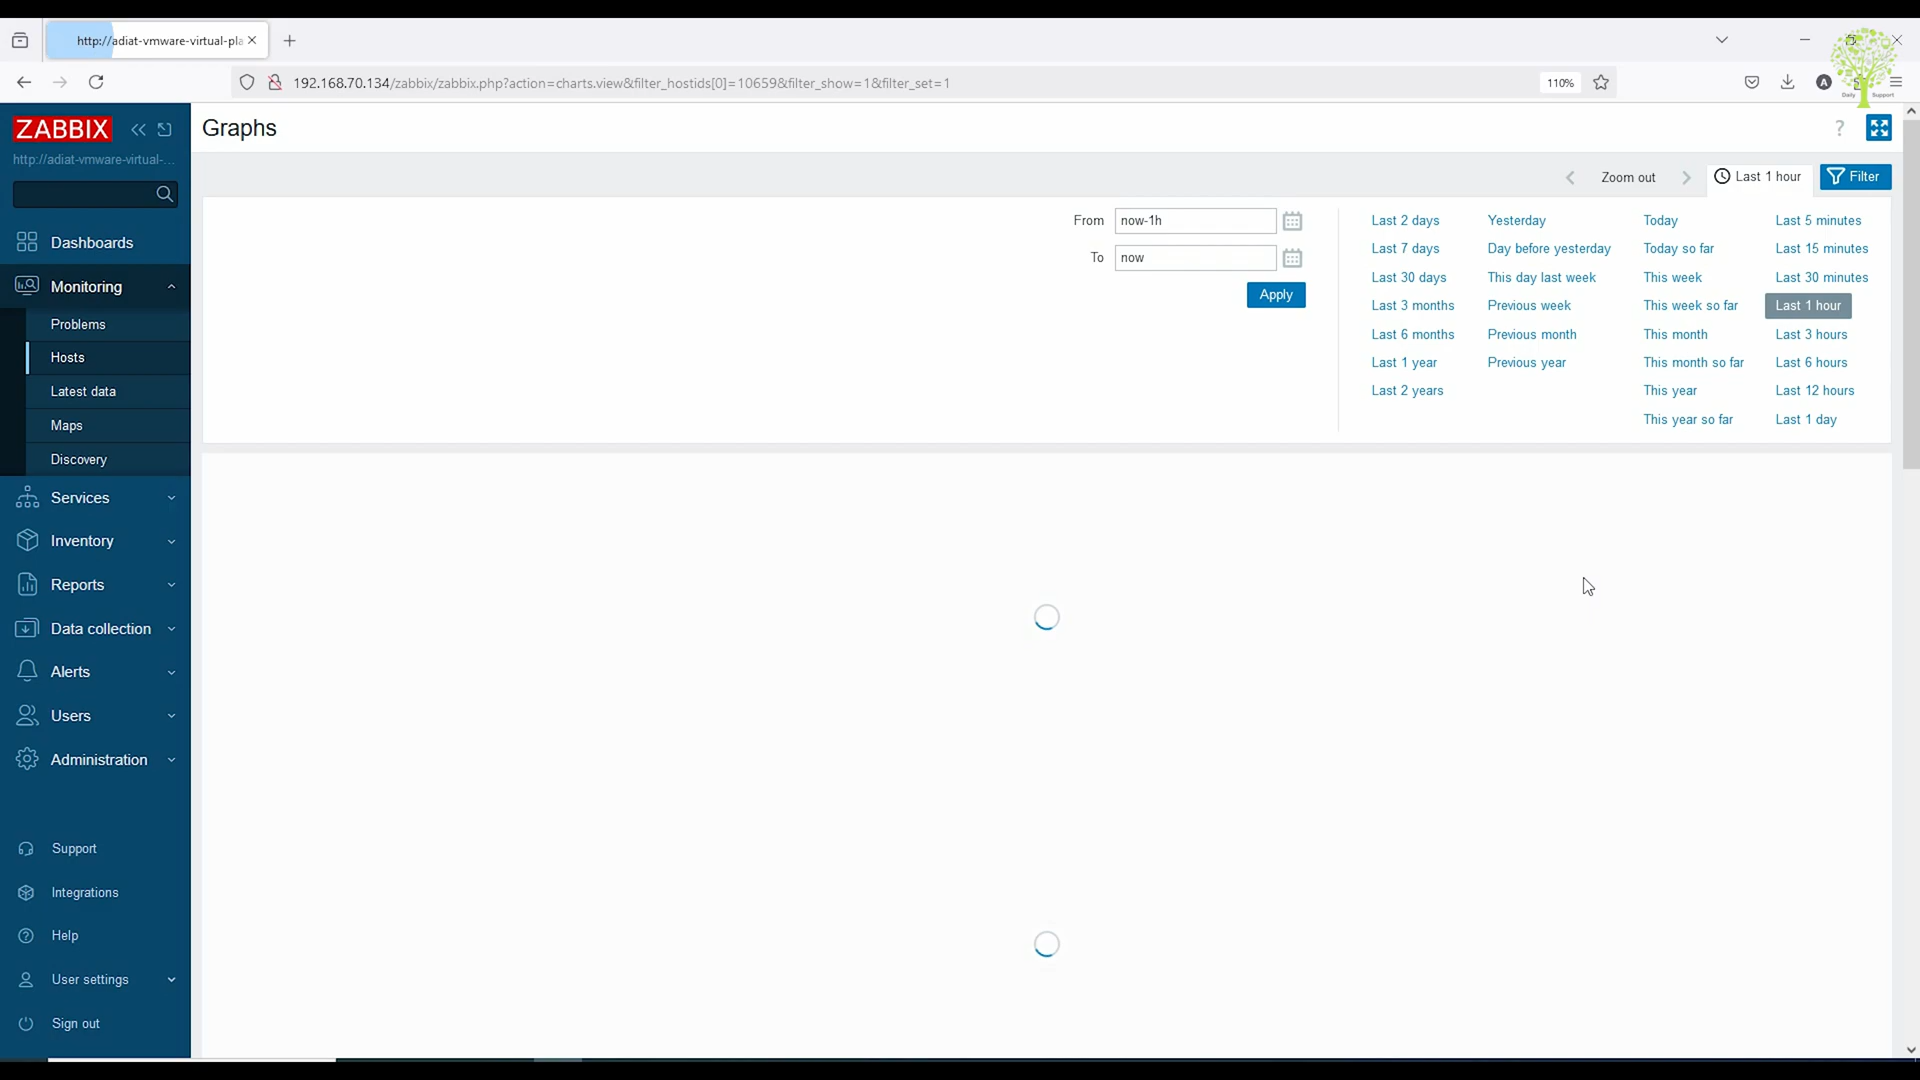 http://adiat-vmware-virtual-pla
192.168.70.134/zabbix/zabbix.php?action=charts.view&filter_hostids[0]=10659&filter_show=1&filter_set=1
110%
A
Daily Support
ZABBIX
http://adiat-vmware-virtual-...
Graphs
?
Zoom out
Last 1 hour
Filter
Dashboards
Monitoring
Problems
Hosts
Latest data
Maps
Discovery
Services
Inventory
Reports
Data collection
Alerts
Users
Administration
Support
Integrations
Help
User settings
Sign out
From now-1h
To now
Apply
Last 2 days Yesterday Today Last 5 minutes
Last 7 days Day before yesterday Today so far Last 15 minutes
Last 30 days This day last week This week Last 30 minutes
Last 3 months Previous week This week so far Last 1 hour
Last 6 months Previous month This month Last 3 hours
Last 1 year Previous year This month so far Last 6 hours
Last 2 years This year Last 12 hours
This year so far Last 1 day